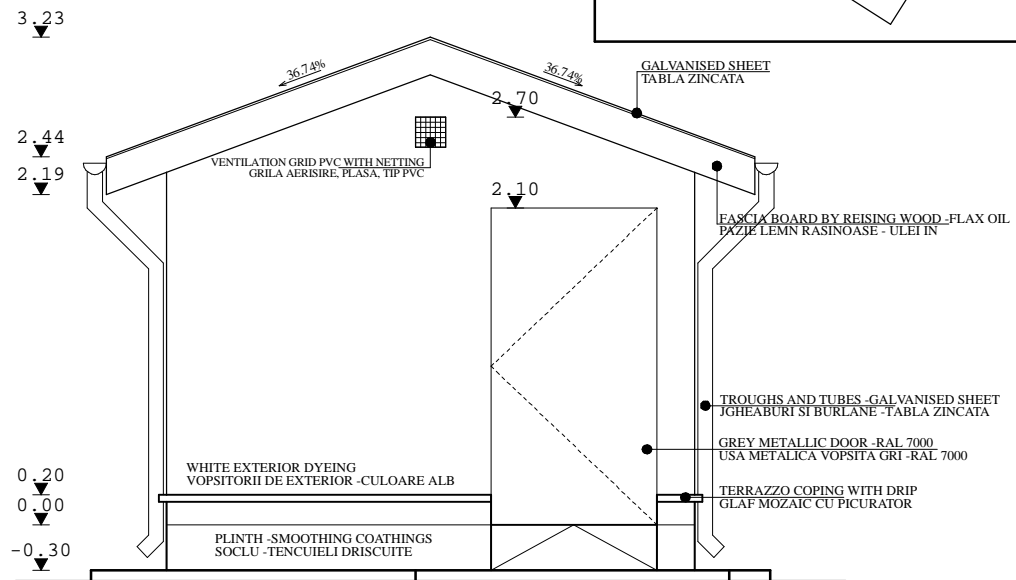 3.23
36.74%
36.74%
GALVANISED SHEET
TABLA ZINCATA
2.70
2.44
VENTILATION GRID PVC WITH NETTING
GRILA AERISIRE, PLASA, TIP PVC
2.19
2.10
FASCIA BOARD BY REISING WOOD -FLAX OIL
PAZIE LEMN RASINOASE - ULEI IN
TROUGHS AND TUBES -GALVANISED SHEET
JGHEABURI SI BURLANE -TABLA ZINCATA
GREY METALLIC DOOR -RAL 7000
USA METALICA VOPSITA GRI -RAL 7000
WHITE EXTERIOR DYEING
VOPSITORII DE EXTERIOR -CULOARE ALB
0.20
TERRAZZO COPING WITH DRIP
GLAF MOZAIC CU PICURATOR
0.00
PLINTH -SMOOTHING COATHINGS
SOCLU -TENCUIELI DRISCUITE
-0.30